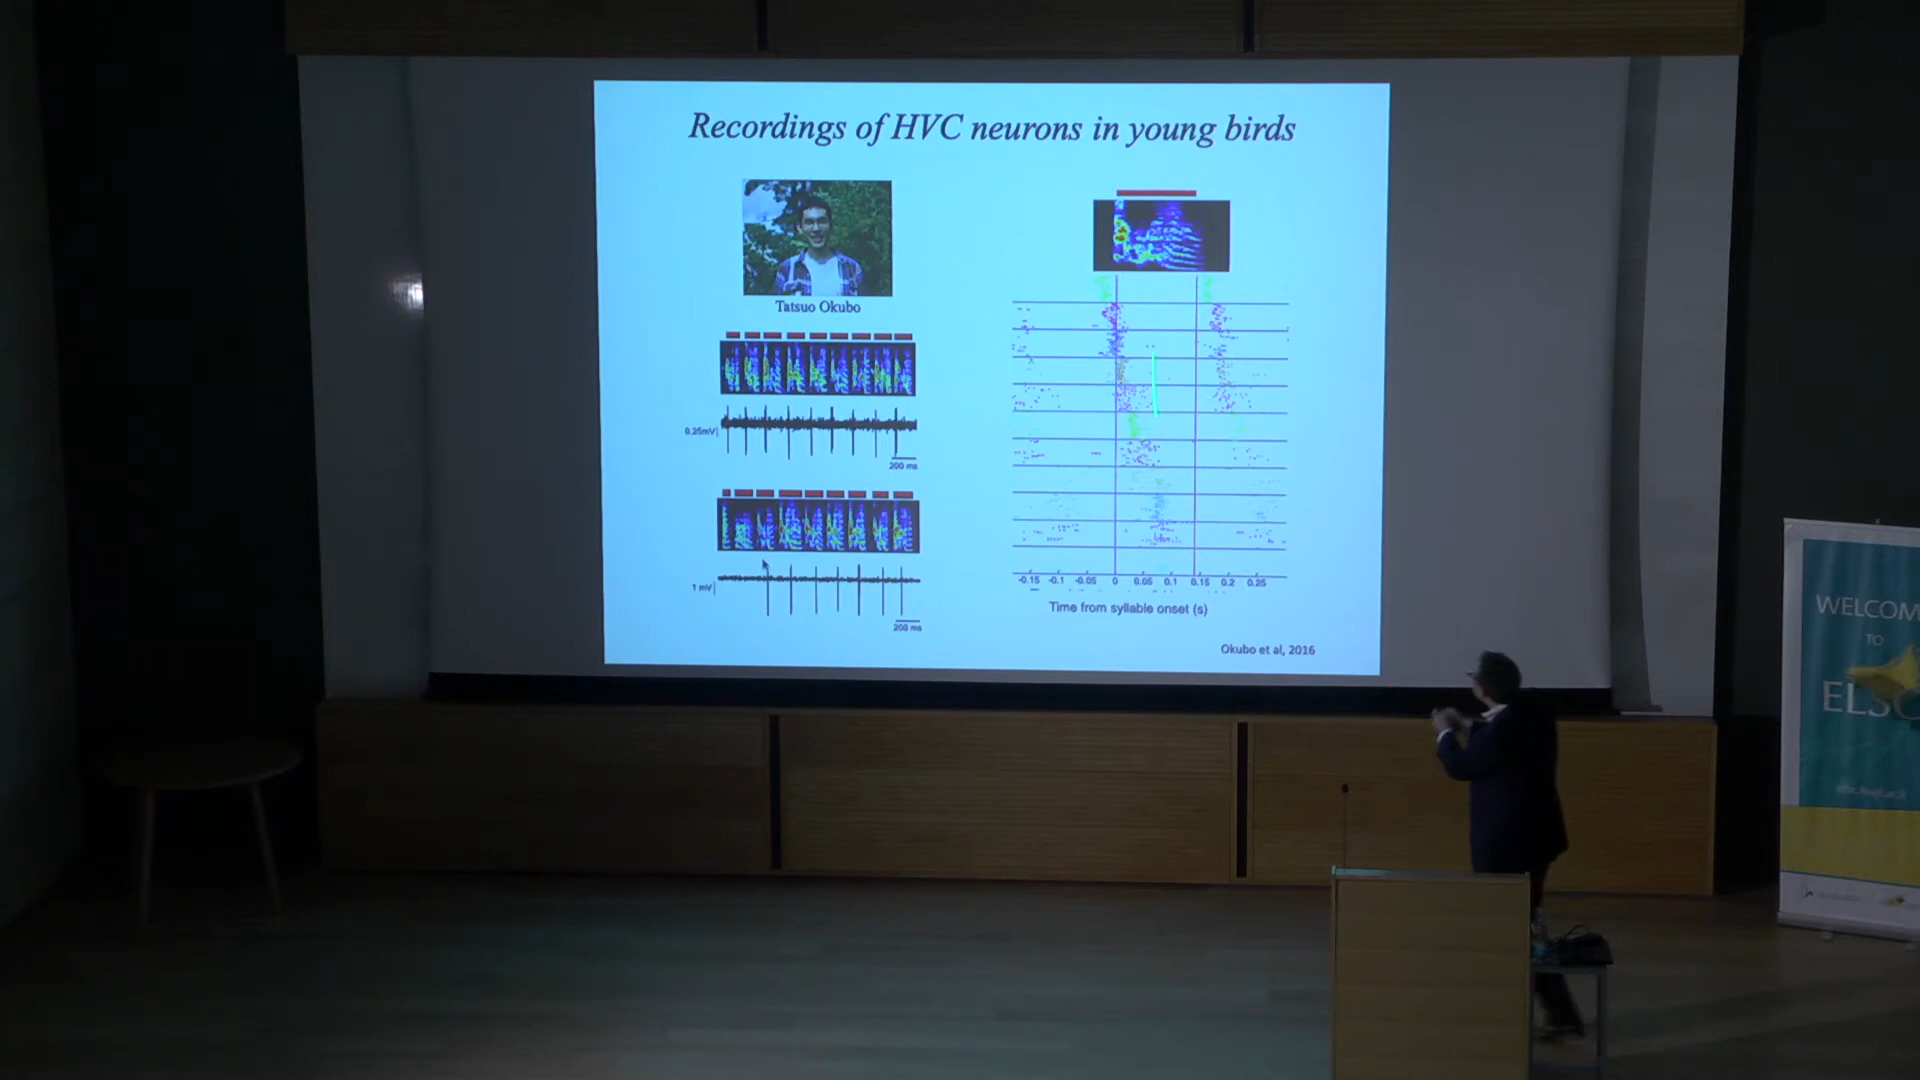 Recordings of HVC neurons in young birds
Tatsuo Okubo
0.25mV
200 ms
1 mV
200 ms
-0.15 -0.1 -0.05 0 0.05 0.1 0.15 0.2 0.25
Time from syllable onset (s)
Okubo et al, 2016
WELCOM
TO
ELSC